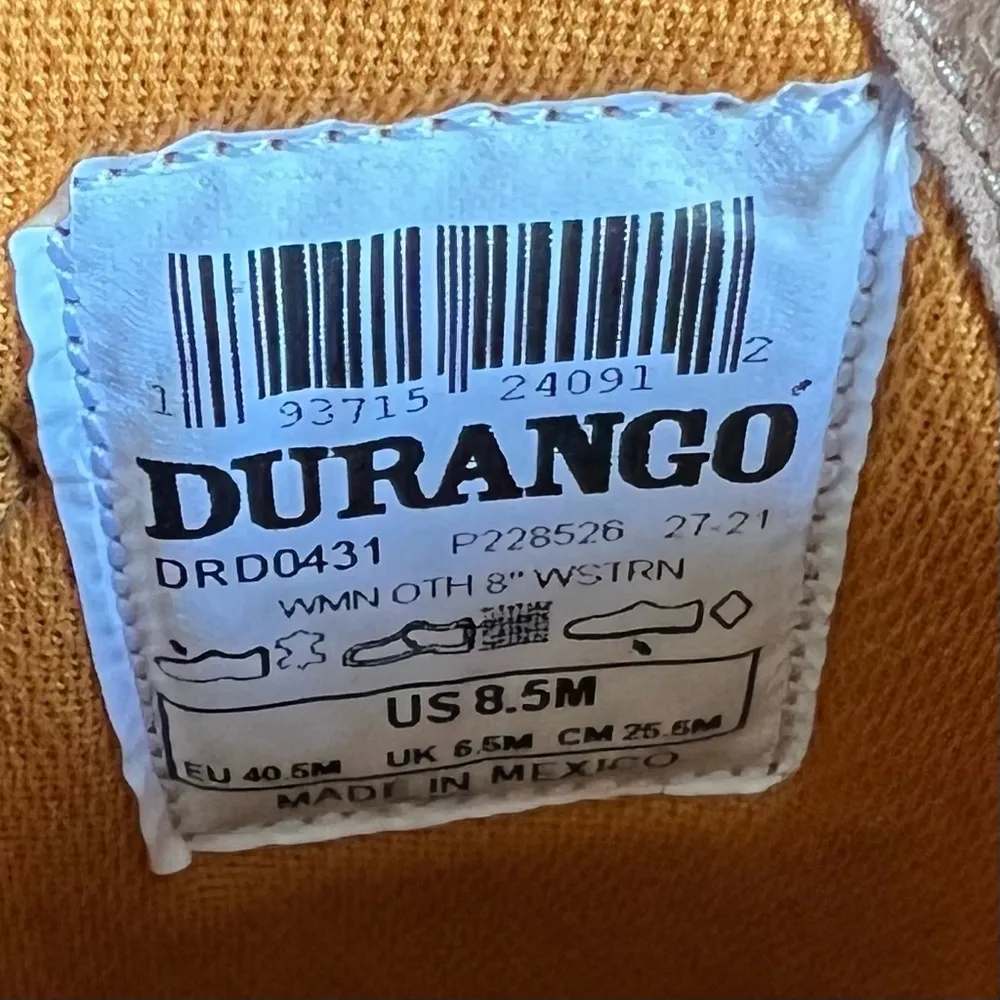 1 93715 24091 2
DURANGO
DRD0431 P228526 27-21
WMN OTH 8" WSTRN
US 8.5M
EU 40.5M UK 6.5M CM 25.5M
MADE IN MEXICO